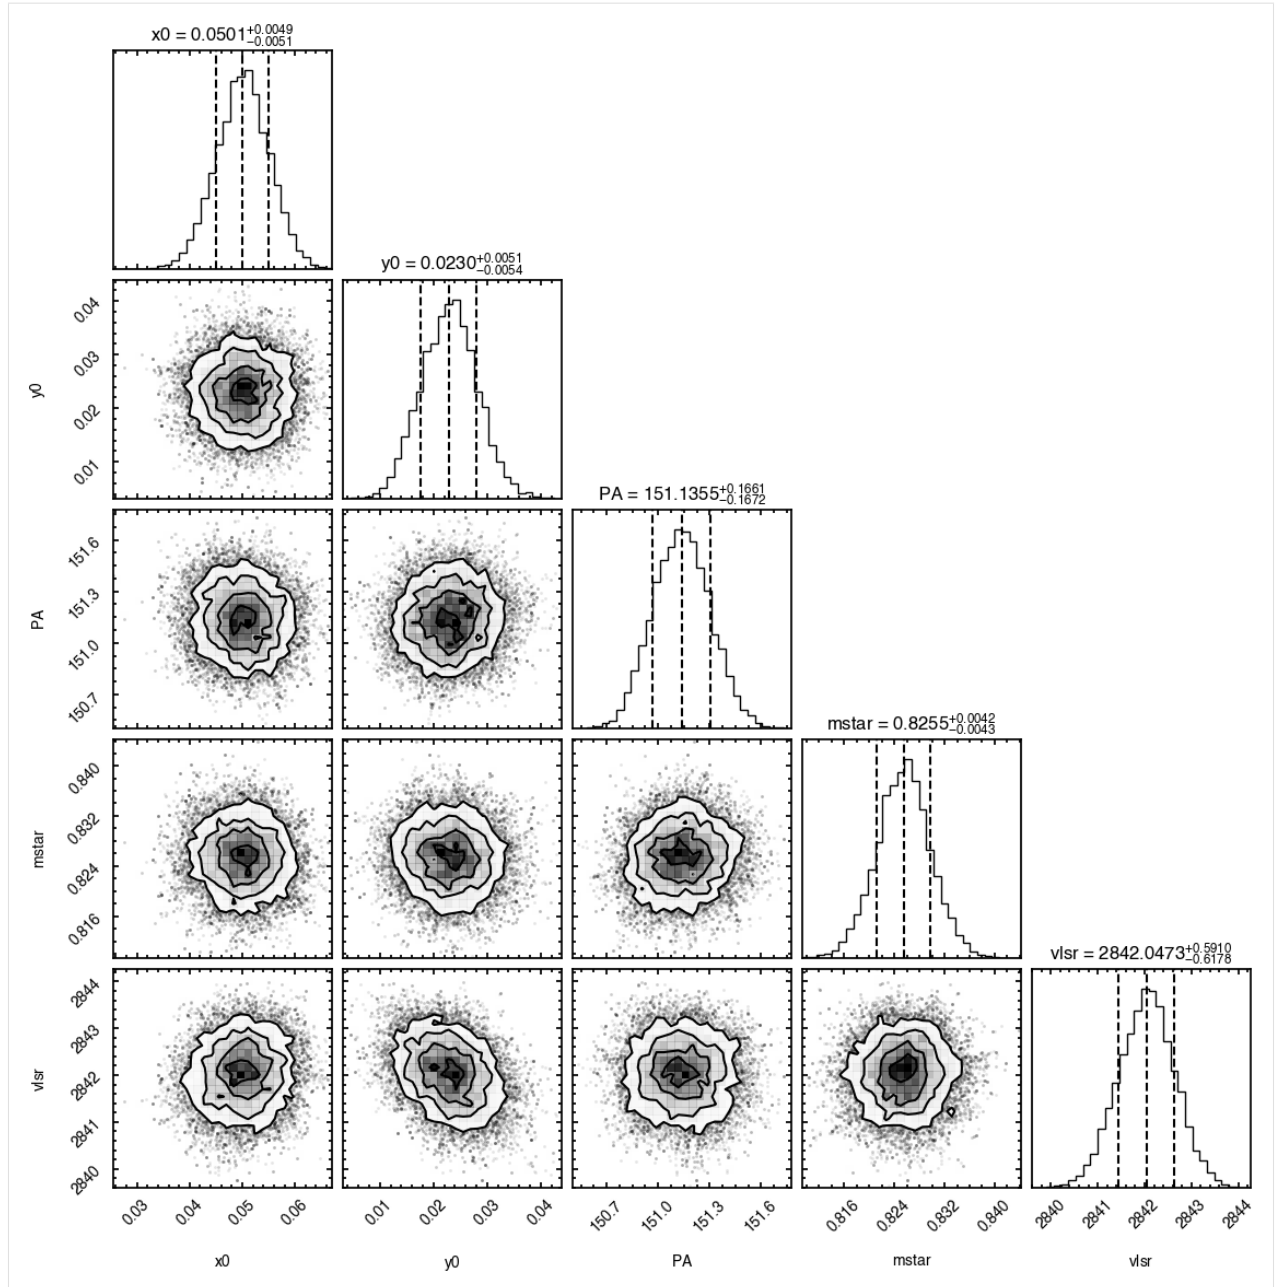 x0 = 0.0501+0.0049 −0.0051
y0 = 0.0230+0.0051 −0.0054
0.04
0.03
0.02
0.01
y0
PA = 151.1355+0.1661 −0.1672
151.6
151.3
151.0
150.7
PA
mstar = 0.8255+0.0042 −0.0043
0.840
0.832
0.824
0.816
mstar
vlsr = 2842.0473+0.5910 −0.6178
2844
2843
2842
2841
2840
vlsr
0.03 0.04 0.05 0.06 0.01 0.02 0.03 0.04 150.7 151.0 151.3 151.6 0.816 0.824 0.832 0.840 2840 2841 2842 2843 2844
x0 y0 PA mstar vlsr